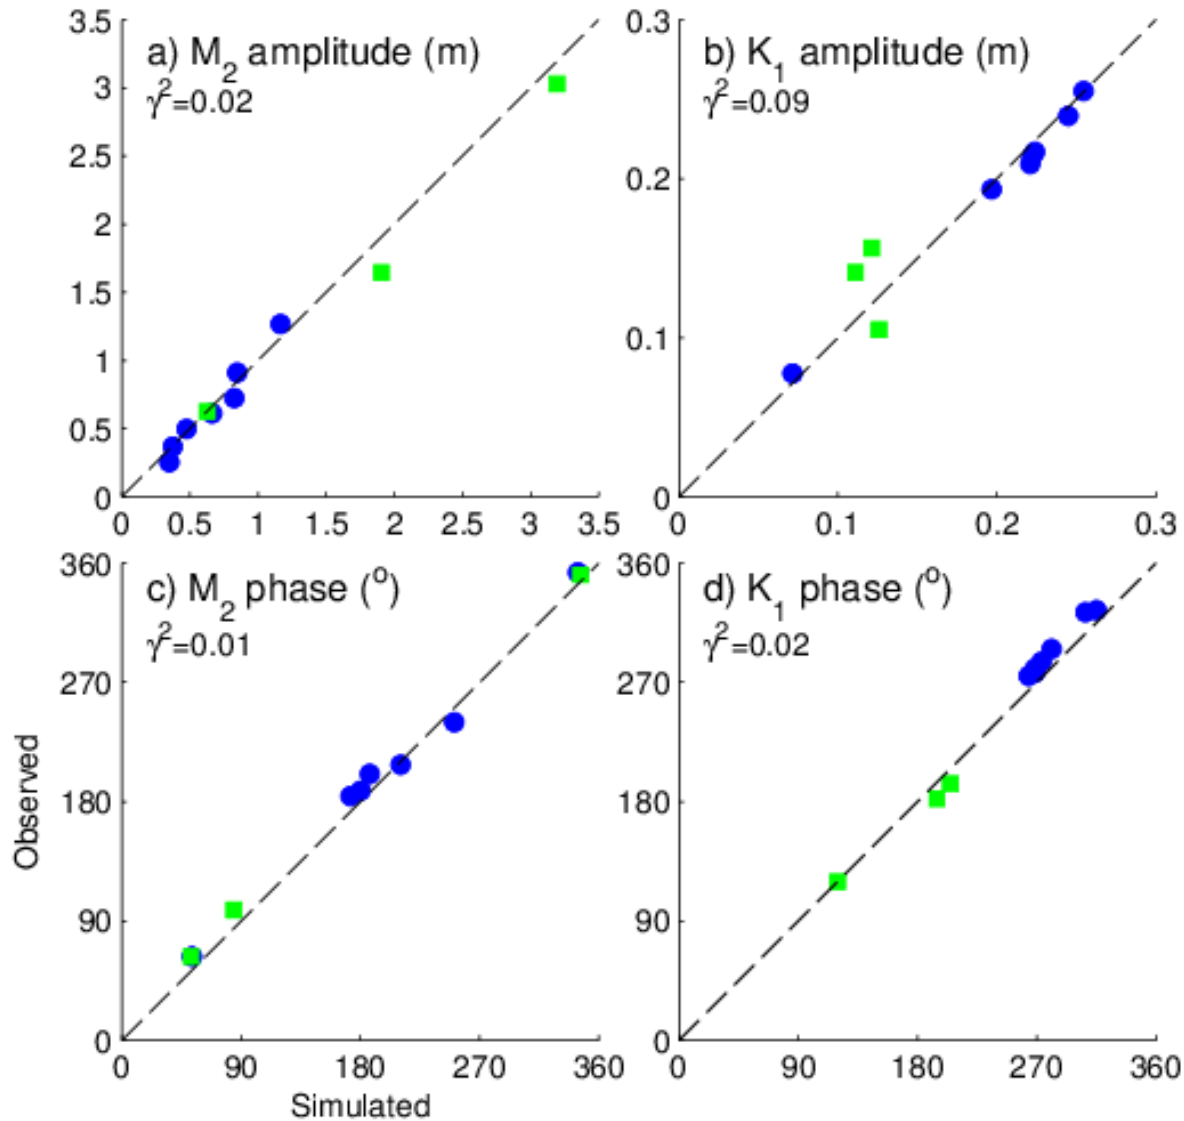 a) M₂ amplitude (m)
γ²=0.02
3.5
3
2.5
2
1.5
1
0.5
0
0 0.5 1 1.5 2 2.5 3 3.5
b) K₁ amplitude (m)
γ²=0.09
0.3
0.2
0.1
0
0 0.1 0.2 0.3
c) M₂ phase (°)
γ²=0.01
360
270
180
90
0
0 90 180 270 360
Observed
Simulated
d) K₁ phase (°)
γ²=0.02
360
270
180
90
0
0 90 180 270 360